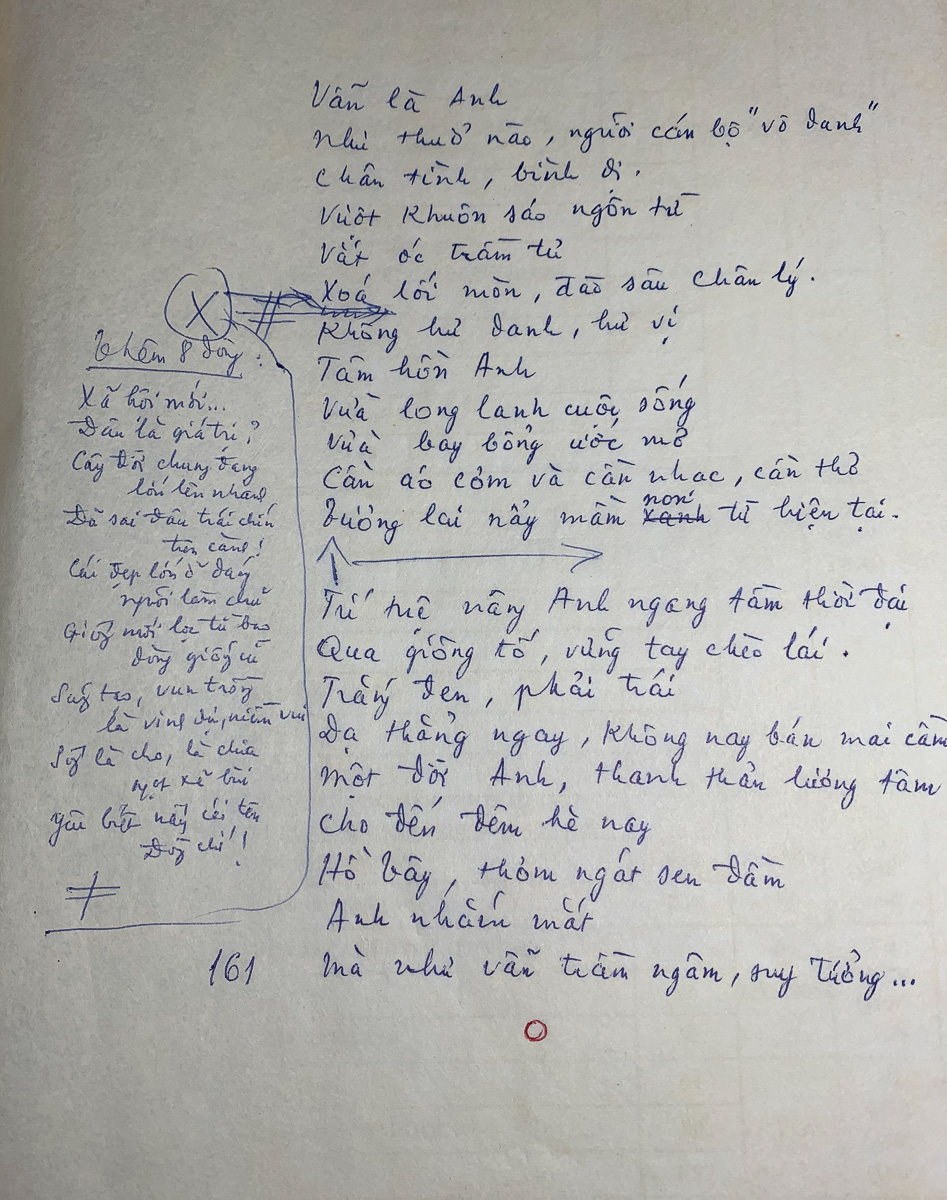 Vẫn là Anh
Như thuở nào, người cán bộ "vô danh"
Chân tình, bình dị.
Vượt khuôn sáo ngôn từ
Vắt óc trầm tư
Xoá lối mòn, đào sâu chân lý.
Không hư danh, hư vị
Tâm hồn Anh
Vừa long lanh cuộc sống
Vừa bay bổng ước mơ
Cần áo cơm và cần nhạc, cần thơ
Tương lai nảy mầm xanh non từ hiện tại.
X
Thêm 8 dòng:
Xã hội mới...
Đâu là giá trị?
Cây đời chung đang
lớn lên nhanh
Đã sai đâu trái chín
trên cành!
Cái đẹp lớn ở đây
người làm chủ
Giống mới lọc từ bao
dòng giống cũ
Sáng tạo, vun trồng
là vinh dự, niềm vui
Sống là cho, là chia
ngọt xẻ bùi
Yêu biết mấy cái tên
Đồng chí!
Trí tuệ nâng Anh ngang tầm thời đại
Qua giông tố, vững tay chèo lái.
Trắng đen, phải trái
Dạ thẳng ngay, không nay bán mai cầm
Một đời Anh, thanh thản lương tâm
Cho đến đêm hè nay
Hồ Tây, thơm ngát sen đầm
Anh nhắm mắt
Mà như vẫn trầm ngâm, suy tưởng...
161